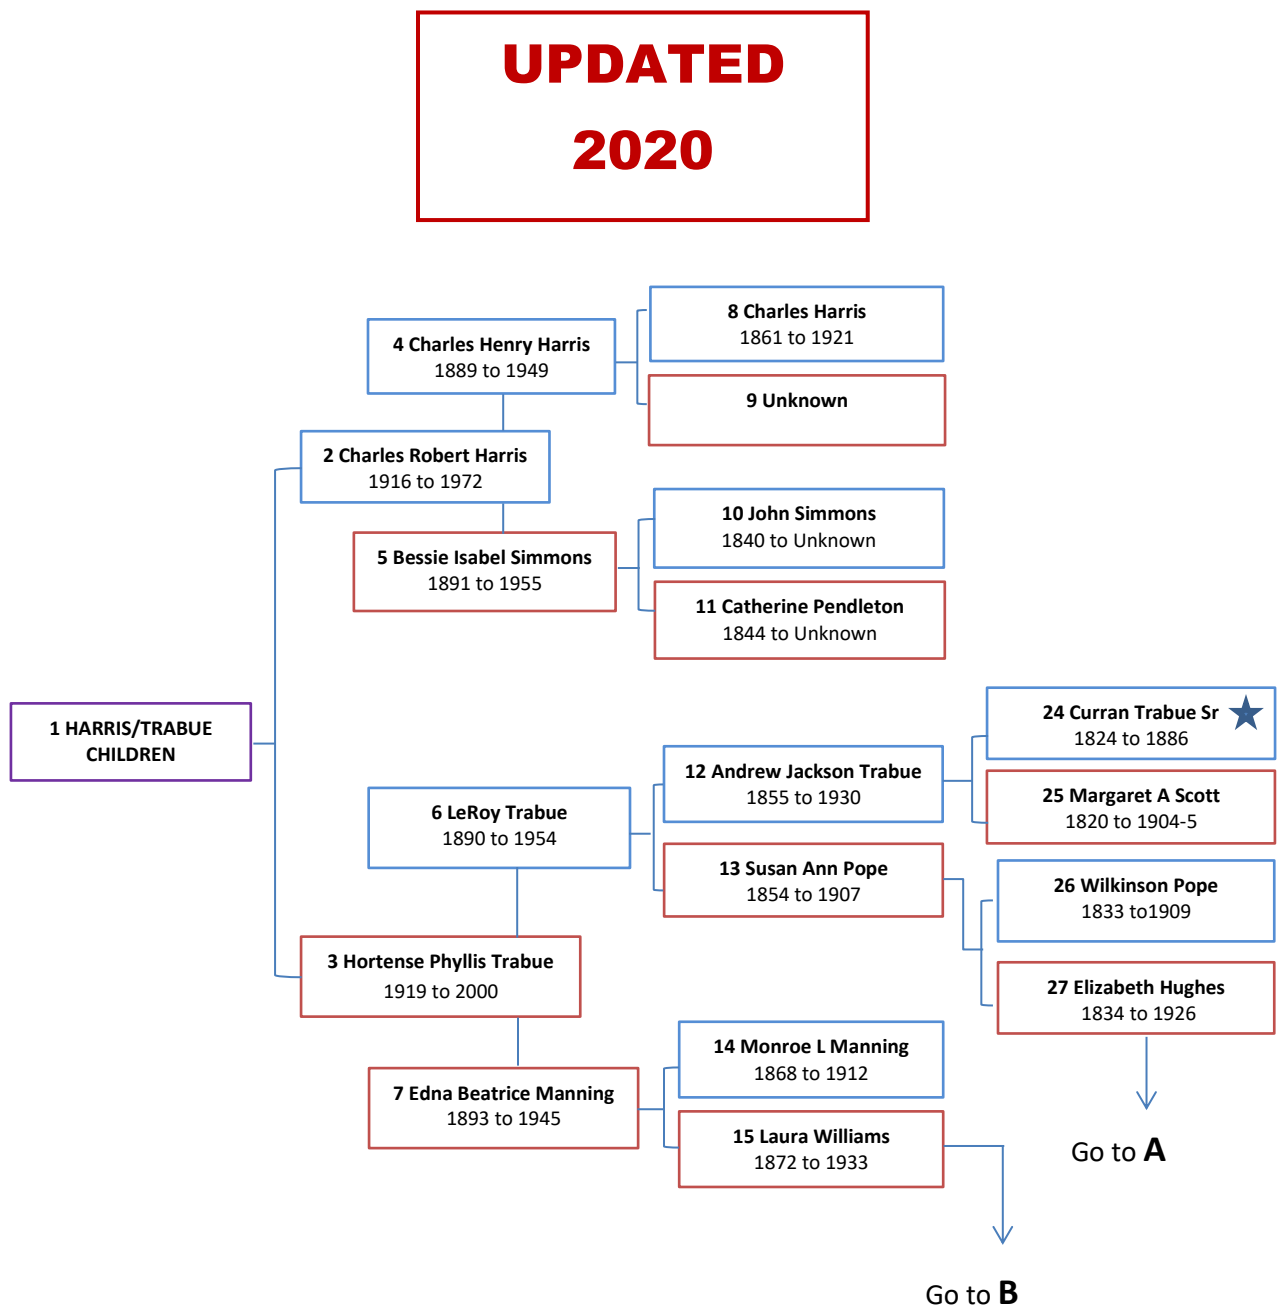 UPDATED
2020
8 Charles Harris
1861 to 1921
4 Charles Henry Harris
1889 to 1949
9 Unknown
2 Charles Robert Harris
1916 to 1972
10 John Simmons
1840 to Unknown
5 Bessie Isabel Simmons
1891 to 1955
11 Catherine Pendleton
1844 to Unknown
1 HARRIS/TRABUE
CHILDREN
24 Curran Trabue Sr
1824 to 1886
12 Andrew Jackson Trabue
1855 to 1930
25 Margaret A Scott
1820 to 1904-5
6 LeRoy Trabue
1890 to 1954
13 Susan Ann Pope
1854 to 1907
26 Wilkinson Pope
1833 to1909
3 Hortense Phyllis Trabue
1919 to 2000
27 Elizabeth Hughes
1834 to 1926
14 Monroe L Manning
1868 to 1912
7 Edna Beatrice Manning
1893 to 1945
15 Laura Williams
1872 to 1933
Go to A
Go to B